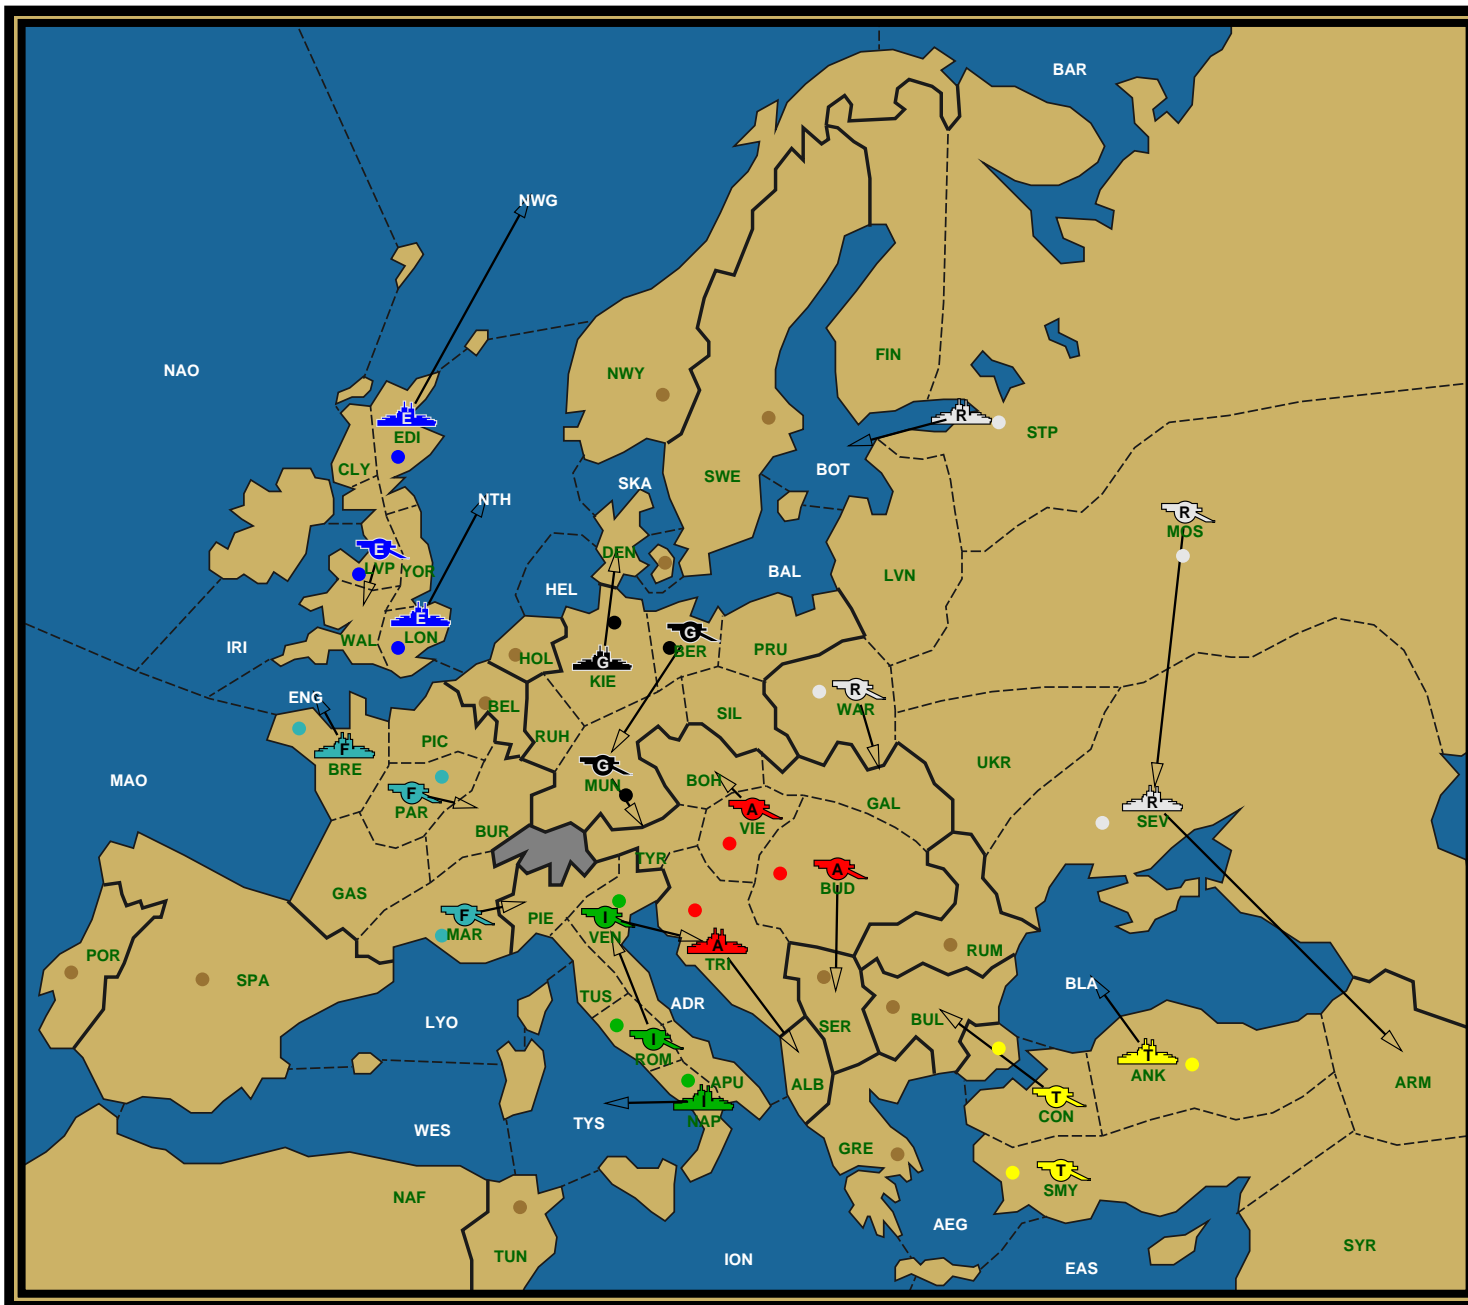 BAR
NWG
NAO
FIN
NWY
E
EDI
R
STP
CLY
SWE
BOT
SKA
NTH
R
MOS
E
LVP
YOR
DEN
BAL
LVN
HEL
E
LON
WAL
IRI
HOL
G
KIE
G
BER
PRU
R
WAR
ENG
BEL
SIL
F
BRE
PIC
RUH
G
MUN
BOH
UKR
MAO
F
PAR
A
VIE
GAL
R
SEV
BUR
TYR
A
BUD
GAS
F
MAR
PIE
I
VEN
A
TRI
RUM
POR
SPA
BLA
LYO
TUS
ADR
SER
BUL
I
ROM
T
ANK
ARM
APU
ALB
I
NAP
T
CON
WES
TYS
GRE
T
SMY
NAF
AEG
TUN
ION
EAS
SYR